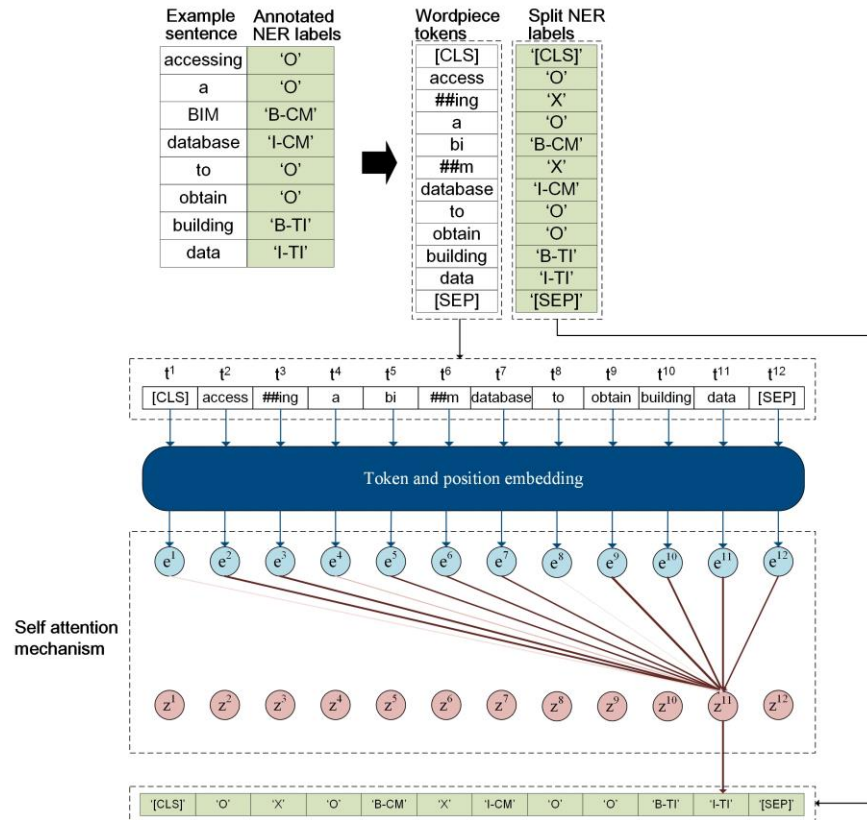 Example sentence Annotated NER labels
accessing 'O'
a 'O'
BIM 'B-CM'
database 'I-CM'
to 'O'
obtain 'O'
building 'B-TI'
data 'I-TI'
Wordpiece tokens Split NER labels
[CLS] '[CLS]'
access 'O'
##ing 'X'
a 'O'
bi 'B-CM'
##m 'X'
database 'I-CM'
to 'O'
obtain 'O'
building 'B-TI'
data 'I-TI'
[SEP] '[SEP]'
t1 t2 t3 t4 t5 t6 t7 t8 t9 t10 t11 t12
[CLS] access ##ing a bi ##m database to obtain building data [SEP]
Token and position embedding
e1 e2 e3 e4 e5 e6 e7 e8 e9 e10 e11 e12
Self attention
mechanism
z1 z2 z3 z4 z5 z6 z7 z8 z9 z10 z11 z12
'[CLS]' 'O' 'X' 'O' 'B-CM' 'X' 'I-CM' 'O' 'O' 'B-TI' 'I-TI' '[SEP]'